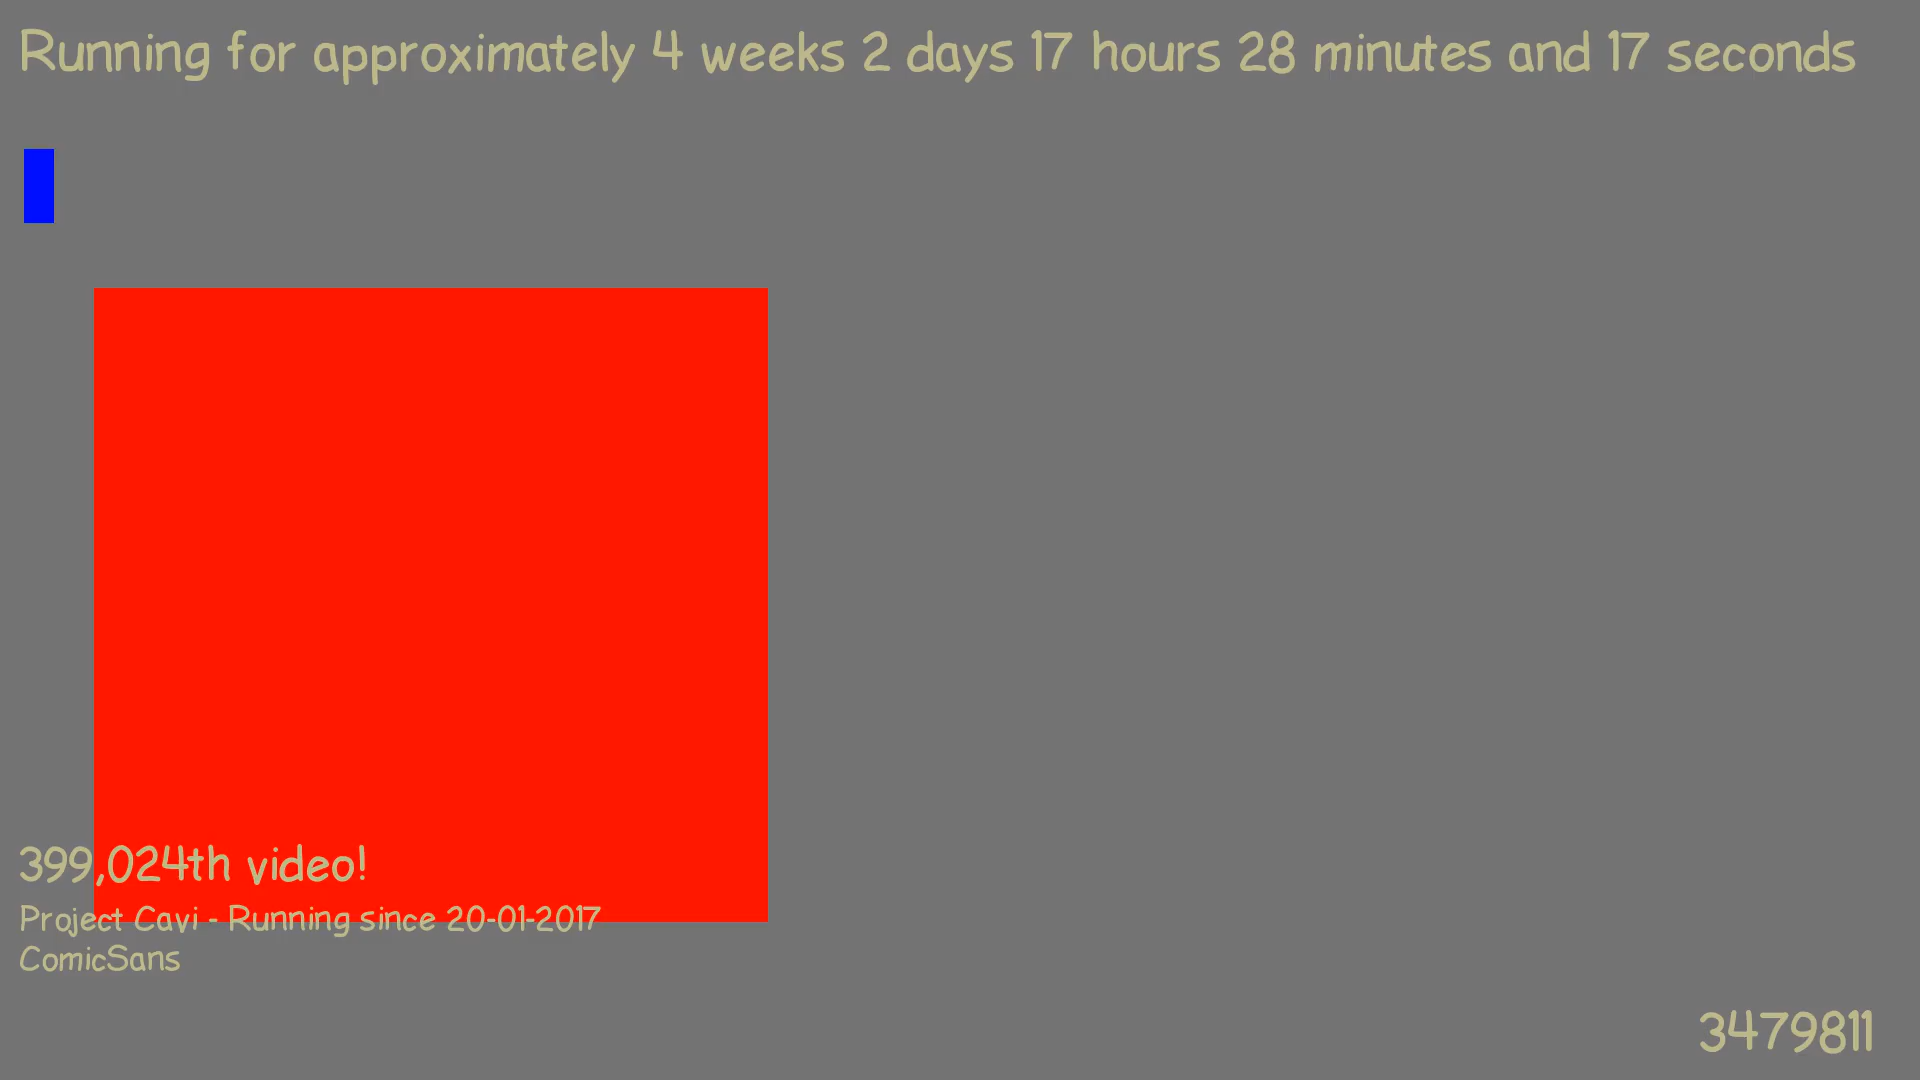 Running for approximately 4 weeks 2 days 17 hours 28 minutes and 17 seconds
399,024th video!
Project Cavi - Running since 20-01-2017
ComicSans
3479811